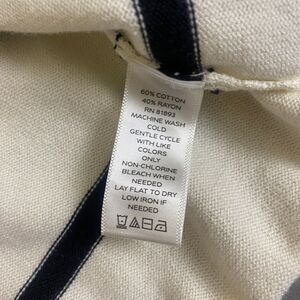 60% COTTON
40% RAYON
RN 81893
MACHINE WASH
COLD
GENTLE CYCLE
WITH LIKE
COLORS
ONLY
NON-CHLORINE
BLEACH WHEN
NEEDED
LAY FLAT TO DRY
LOW IRON IF
NEEDED